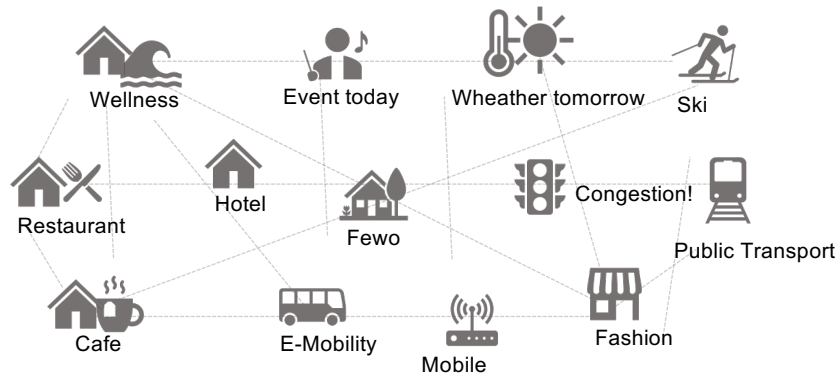 Wellness
Event today
Wheather tomorrow
Ski
Restaurant
Hotel
Fewo
Congestion!
Public Transport
Cafe
E-Mobility
Mobile
Fashion